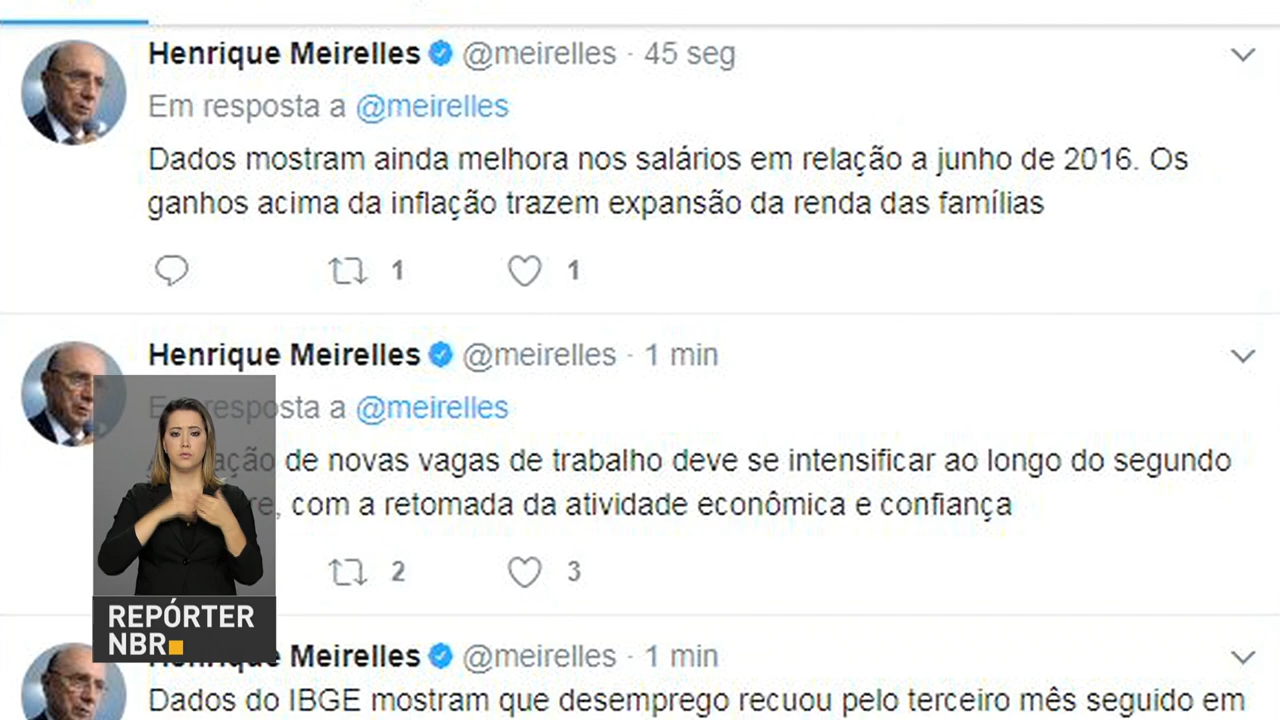 Henrique Meirelles @meirelles · 45 seg
Em resposta a @meirelles
Dados mostram ainda melhora nos salários em relação a junho de 2016. Os
ganhos acima da inflação trazem expansão da renda das famílias
1 1
Henrique Meirelles @meirelles · 1 min
Em resposta a @meirelles
de novas vagas de trabalho deve se intensificar ao longo do segundo
com a retomada da atividade econômica e confiança
2 3
REPÓRTER
NBR
Henrique Meirelles @meirelles · 1 min
Dados do IBGE mostram que desemprego recuou pelo terceiro mês seguido em